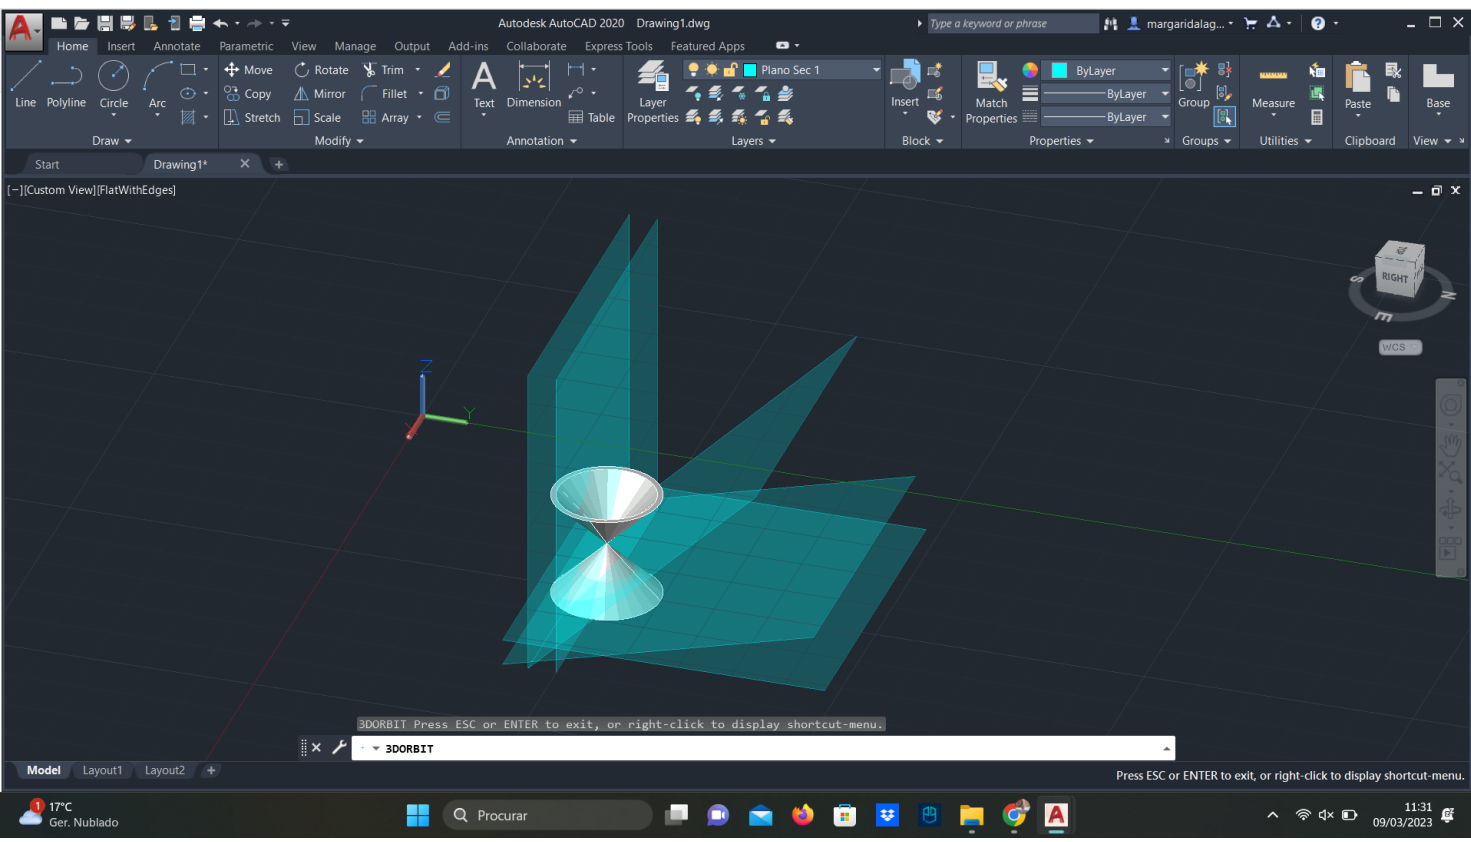 Autodesk AutoCAD 2020 Drawing1.dwg
Type a keyword or phrase
margaridalag...
Home Insert Annotate Parametric View Manage Output Add-ins Collaborate Express Tools Featured Apps
Line Polyline Circle Arc
Move Rotate Trim
Copy Mirror Fillet
Stretch Scale Array
Text Dimension
Table
Layer
Properties
Plano Sec 1
Insert
Match
Properties
ByLayer
ByLayer
ByLayer
Group
Measure
Paste
Base
Draw Modify Annotation Layers Block Properties Groups Utilities Clipboard View
Start Drawing1* +
[−][Custom View][FlatWithEdges]
RIGHT
S
E
N
WCS
Z
Y
3DORBIT Press ESC or ENTER to exit, or right-click to display shortcut-menu.
3DORBIT
Model Layout1 Layout2 +
Press ESC or ENTER to exit, or right-click to display shortcut-menu.
1
17°C
Ger. Nublado
Procurar
11:31
09/03/2023